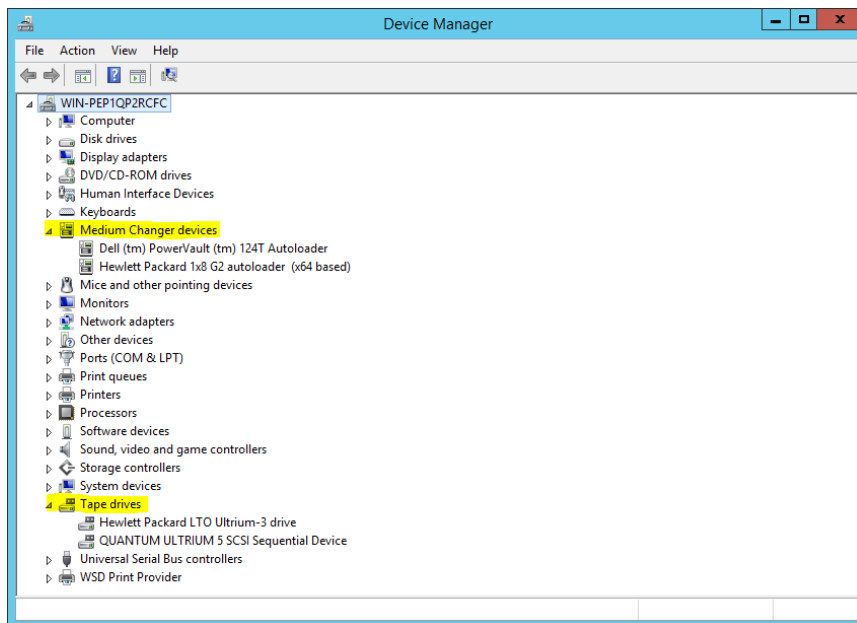 Device Manager
File Action View Help
WIN-PEP1QP2RCFC
Computer
Disk drives
Display adapters
DVD/CD-ROM drives
Human Interface Devices
Keyboards
Medium Changer devices
Dell (tm) PowerVault (tm) 124T Autoloader
Hewlett Packard 1x8 G2 autoloader (x64 based)
Mice and other pointing devices
Monitors
Network adapters
Other devices
Ports (COM & LPT)
Print queues
Printers
Processors
Software devices
Sound, video and game controllers
Storage controllers
System devices
Tape drives
Hewlett Packard LTO Ultrium-3 drive
QUANTUM ULTRIUM 5 SCSI Sequential Device
Universal Serial Bus controllers
WSD Print Provider